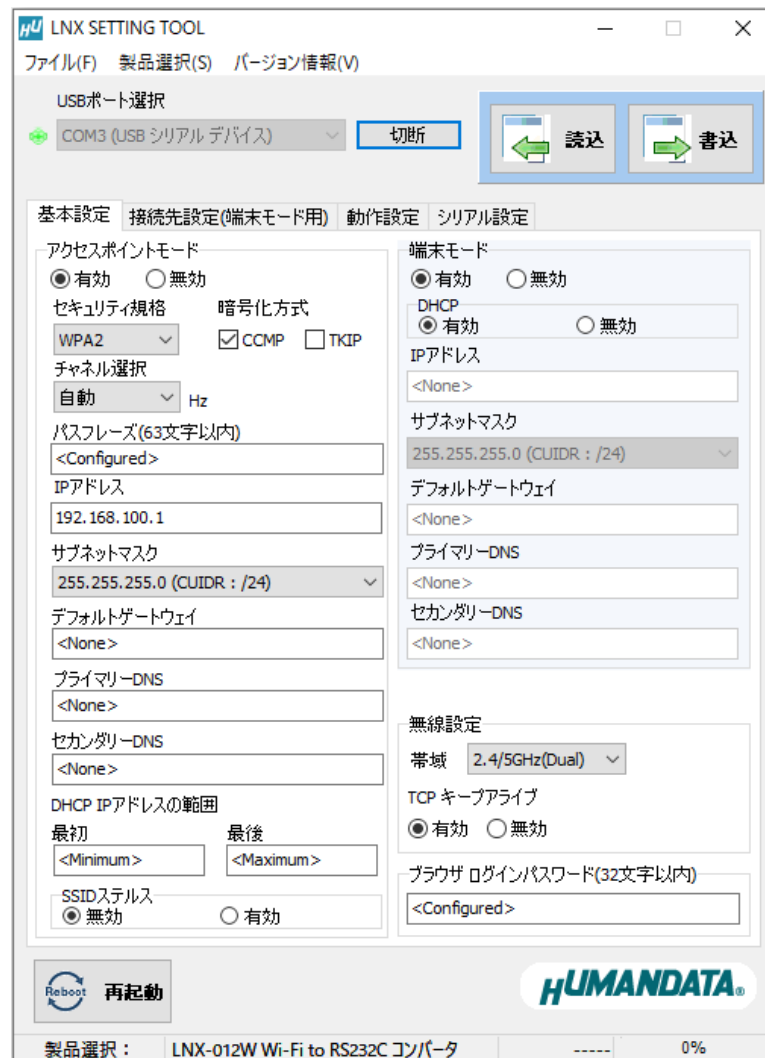 HU LNX SETTING TOOL
ファイル(F) 製品選択(S) バージョン情報(V)
USBポート選択
COM3 (USB シリアル デバイス)
切断
読込
書込
基本設定 接続先設定(端末モード用) 動作設定 シリアル設定
アクセスポイントモード
有効 無効
セキュリティ規格 暗号化方式
WPA2 CCMP TKIP
チャネル選択
自動 Hz
パスフレーズ(63文字以内)
<Configured>
IPアドレス
192.168.100.1
サブネットマスク
255.255.255.0 (CUIDR : /24)
デフォルトゲートウェイ
<None>
プライマリーDNS
<None>
セカンダリーDNS
<None>
DHCP IPアドレスの範囲
最初 最後
<Minimum> <Maximum>
SSIDステルス
無効 有効
端末モード
有効 無効
DHCP
有効 無効
IPアドレス
<None>
サブネットマスク
255.255.255.0 (CUIDR : /24)
デフォルトゲートウェイ
<None>
プライマリーDNS
<None>
セカンダリーDNS
<None>
無線設定
帯域 2.4/5GHz(Dual)
TCP キープアライブ
有効 無効
ブラウザ ログインパスワード(32文字以内)
<Configured>
Reboot 再起動
HUMANDATA®
製品選択： LNX-012W Wi-Fi to RS232C コンバータ ----- 0%